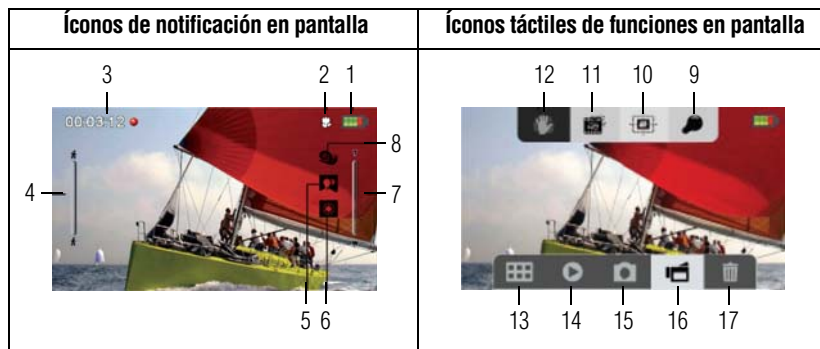 Íconos de notificación en pantalla
Íconos táctiles de funciones en pantalla
3 2 1
00:03:12
8
4
7
5 6
12 11 10 9
13 14 15 16 17